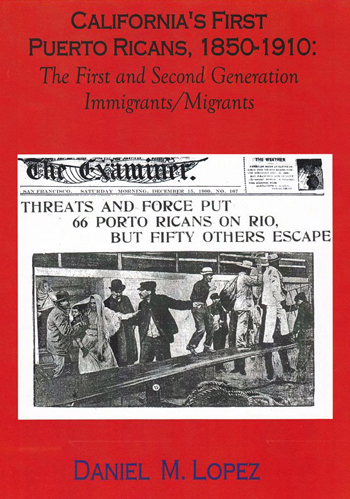 CALIFORNIA'S FIRST
PUERTO RICANS, 1850-1910:
The First and Second Generation
Immigrants/Migrants
The Examiner.
THE WEATHER
SAN FRANCISCO, SATURDAY MORNING, DECEMBER 15, 1900, NO. 167
THREATS AND FORCE PUT
66 PORTO RICANS ON RIO,
BUT FIFTY OTHERS ESCAPE
DANIEL M. LOPEZ